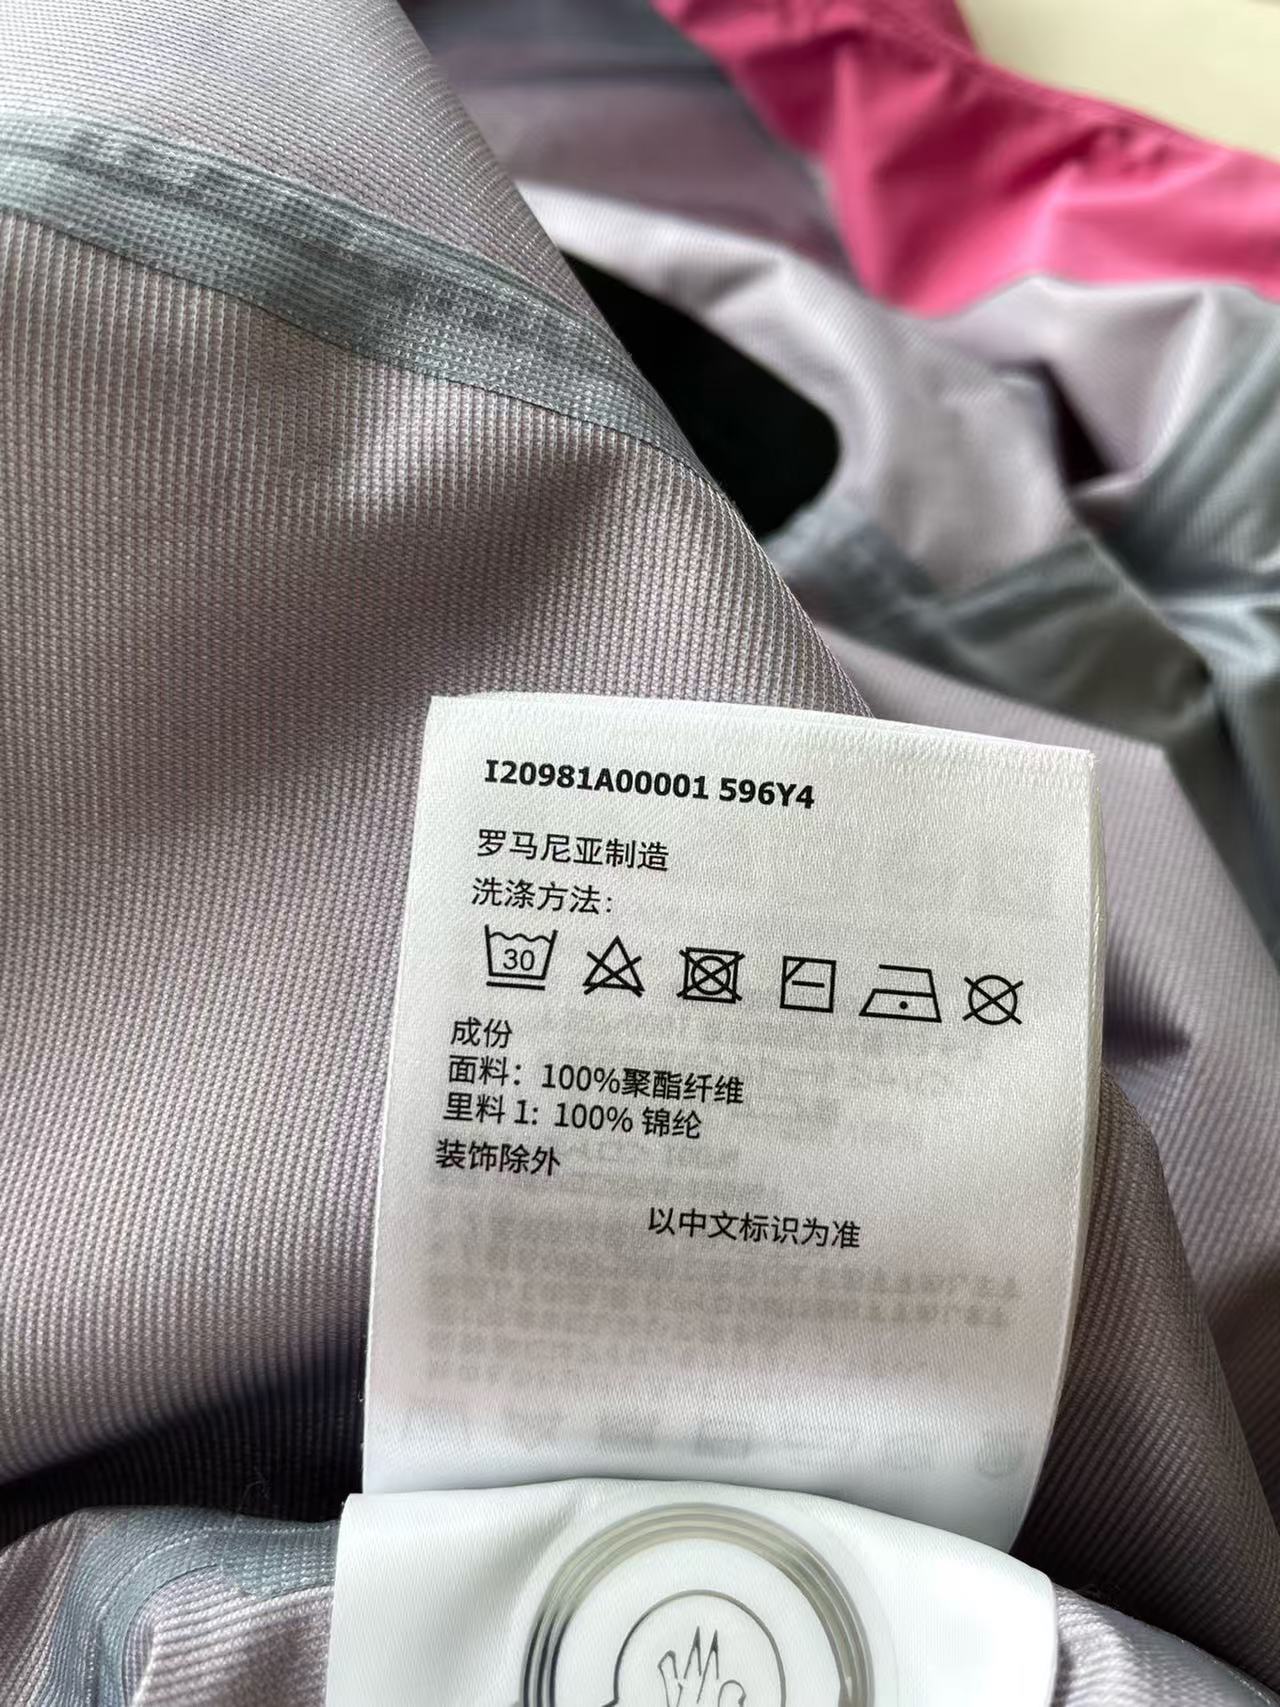 I20981A00001 596Y4
罗马尼亚制造
洗涤方法：
30
成份
面料：100%聚酯纤维
里料 1: 100% 锦纶
装饰除外
以中文标识为准